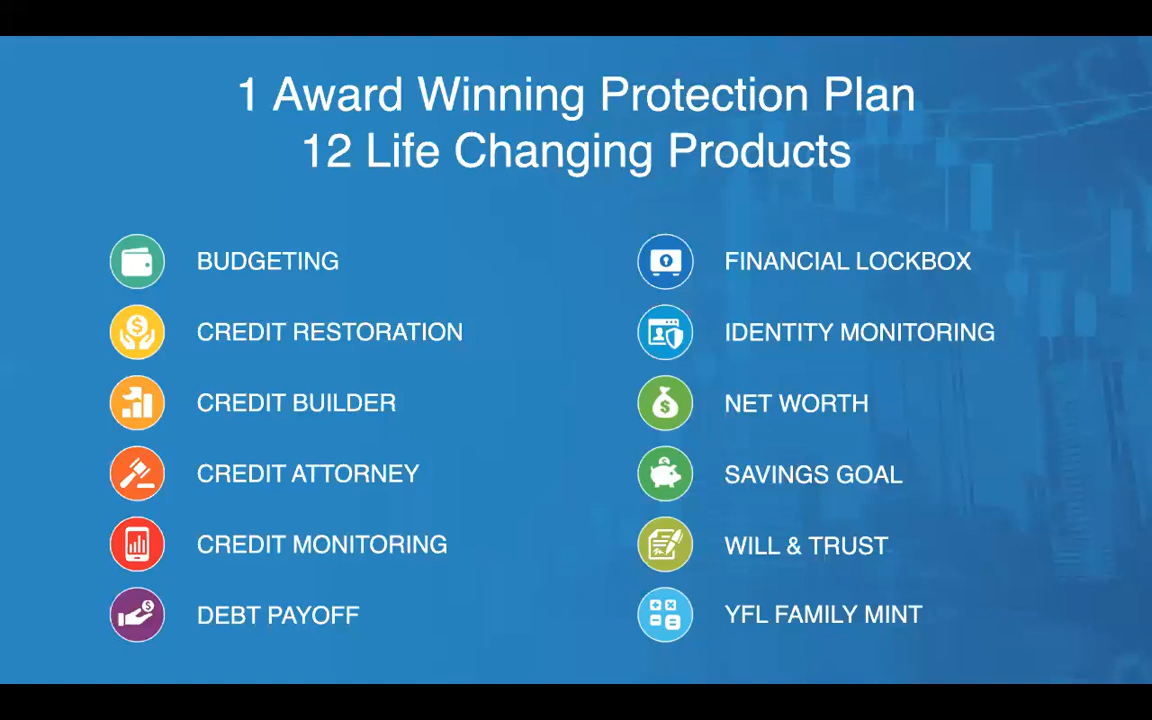 1 Award Winning Protection Plan
12 Life Changing Products
BUDGETING
CREDIT RESTORATION
CREDIT BUILDER
CREDIT ATTORNEY
CREDIT MONITORING
DEBT PAYOFF
FINANCIAL LOCKBOX
IDENTITY MONITORING
NET WORTH
SAVINGS GOAL
WILL & TRUST
YFL FAMILY MINT